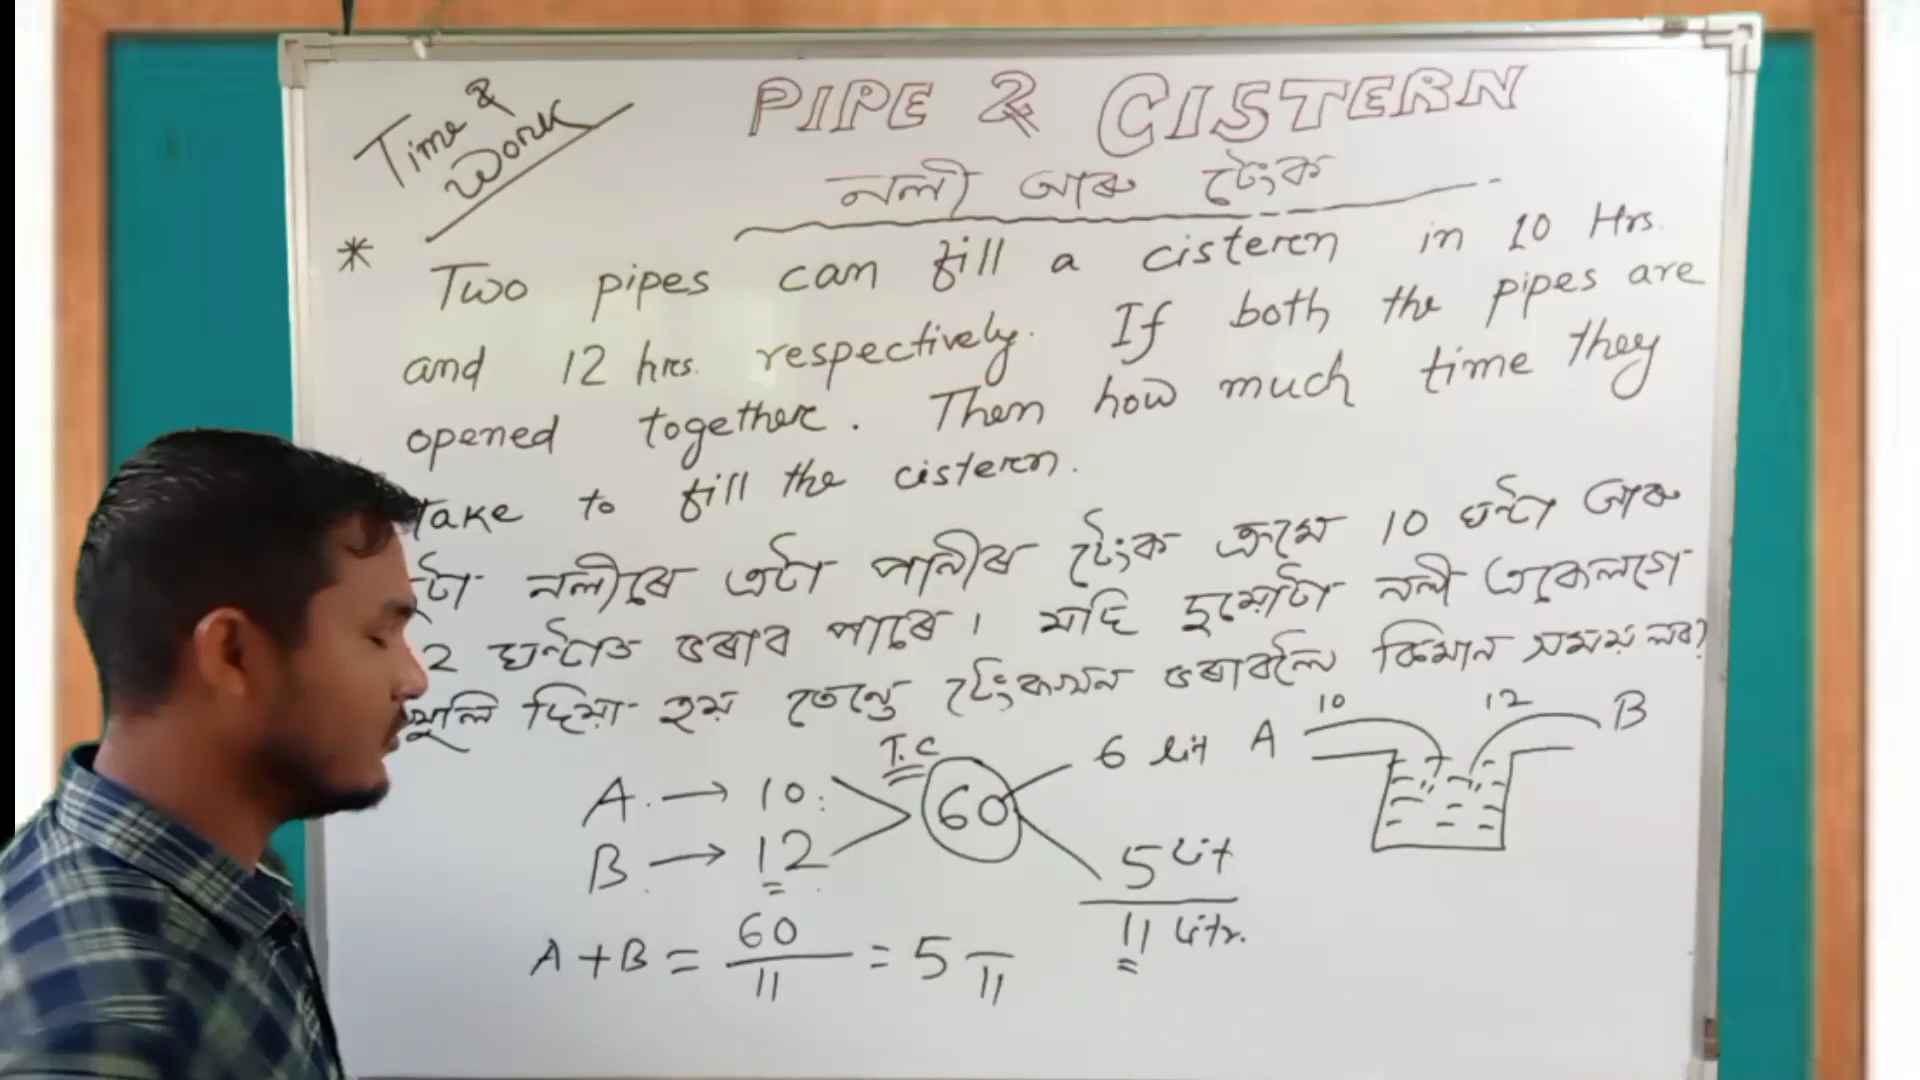 Time &
Work
PIPE & CISTERN
নলী আৰু টেংক
* Two pipes can fill a cistern in 10 Hrs.
and 12 hrs. respectively. If both the pipes are
opened together. Then how much time they
take to fill the cistern.
টা নলীৰে এটা পানীৰ টেংক ক্ৰমে 10 ঘন্টা আৰু
2 ঘন্টাত ভৰাব পাৰে। যদি দুয়োটা নলী একেলগে
খুলি দিয়া হয় তেন্তে টেংকখন ভৰাবলৈ কিমান সময় লব?
10 12
A B
T.C
A. → 10 60 6 lit
B → 12 5 lit
11 litr.
A + B = 60/11 = 5 —/11